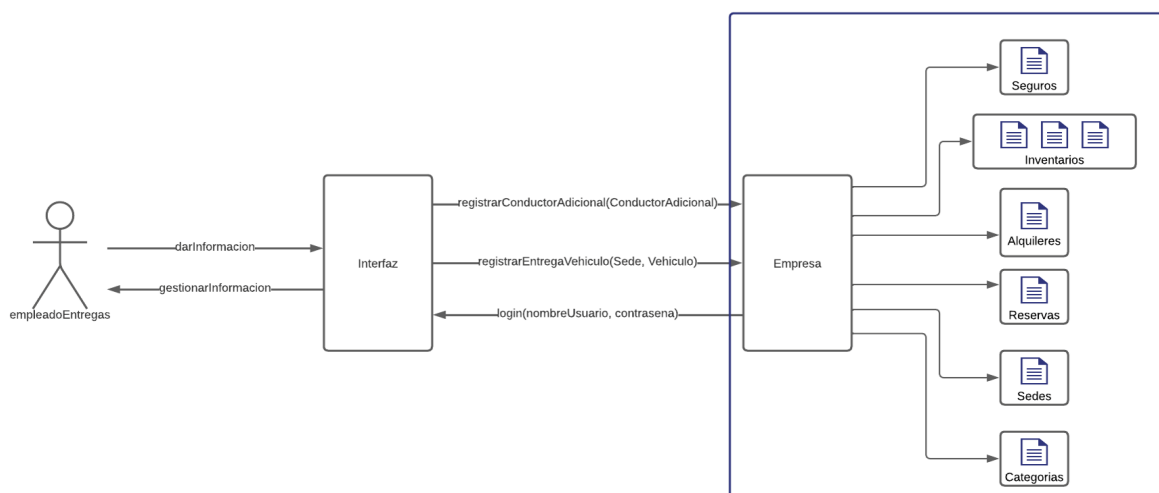 Seguros
Inventarios
registrarConductorAdicional(ConductorAdicional)
Alquileres
darInformacion
Interfaz
registrarEntregaVehiculo(Sede, Vehiculo)
Empresa
gestionarInformacion
empleadoEntregas
login(nombreUsuario, contrasena)
Reservas
Sedes
Categorias